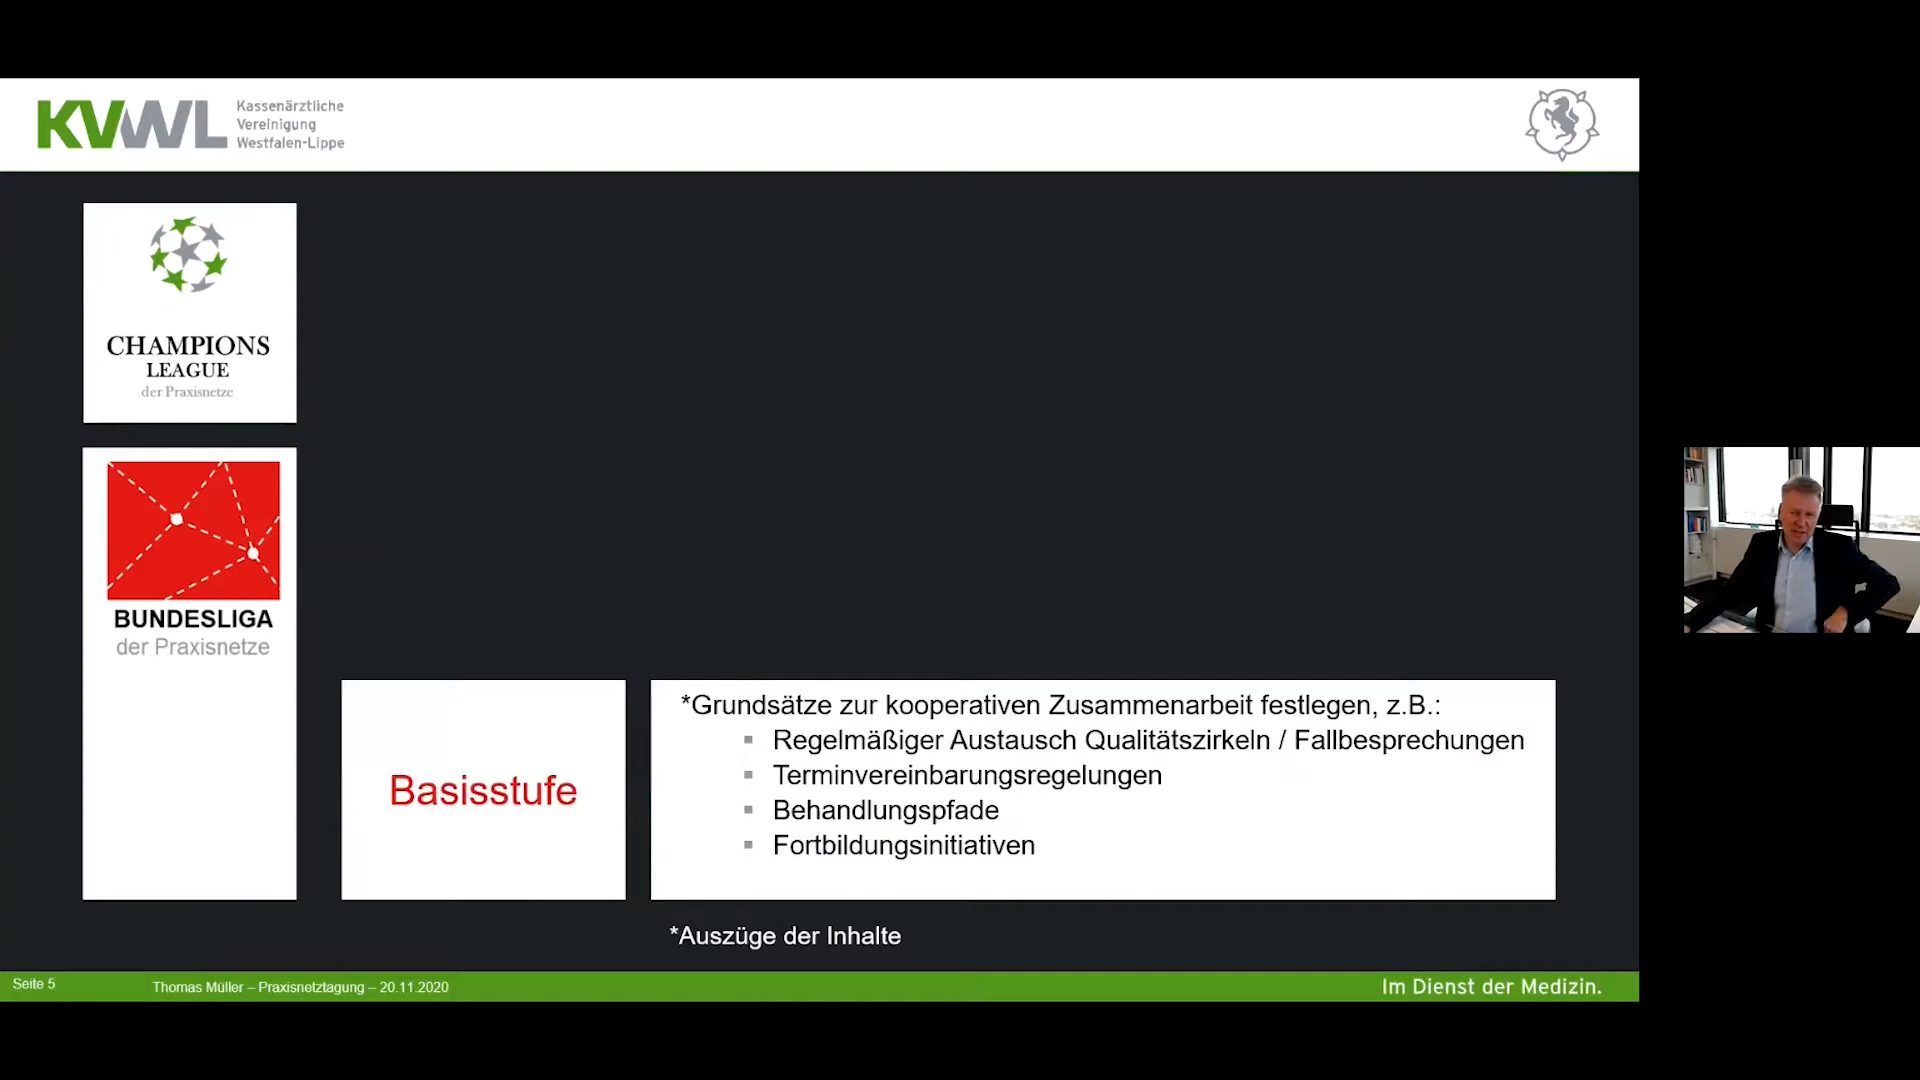 KVWL
Kassenärztliche
Vereinigung
Westfalen-Lippe
CHAMPIONS
LEAGUE
der Praxisnetze
BUNDESLIGA
der Praxisnetze
Basisstufe
*Grundsätze zur kooperativen Zusammenarbeit festlegen, z.B.:
▪ Regelmäßiger Austausch Qualitätszirkeln / Fallbesprechungen
▪ Terminvereinbarungsregelungen
▪ Behandlungspfade
▪ Fortbildungsinitiativen
*Auszüge der Inhalte
Seite 5
Thomas Müller – Praxisnetztagung – 20.11.2020
Im Dienst der Medizin.